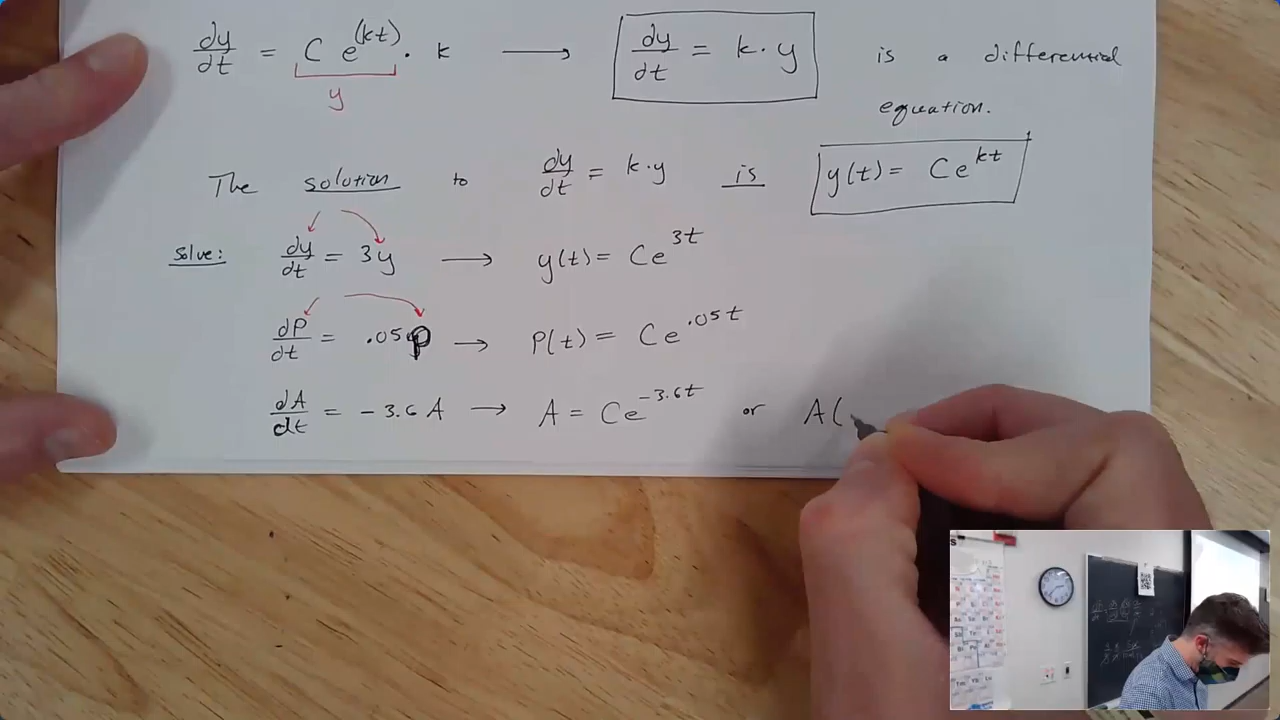 dy/dt = C e^(kt) · k ⟶ dy/dt = k · y is a differential
y
equation.
The solution to dy/dt = k·y is y(t) = Ce^kt
Solve: dy/dt = 3y ⟶ y(t) = Ce^3t
dP/dt = .05P → P(t) = Ce^.05t
dA/dt = -3.6A → A = Ce^-3.6t or A(